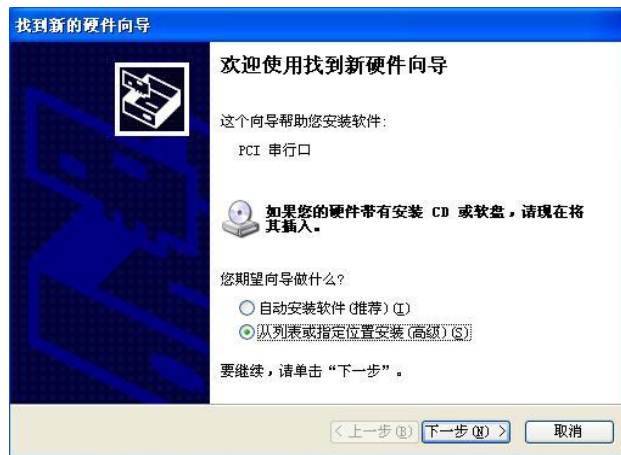 找到新的硬件向导
欢迎使用找到新硬件向导
这个向导帮助您安装软件:
PCI 串行口
如果您的硬件带有安装 CD 或软盘，请现在将
其插入。
您期望向导做什么?
自动安装软件(推荐)(I)
从列表或指定位置安装(高级)(S)
要继续，请单击“下一步”。
< 上一步(B) 下一步(N) > 取消